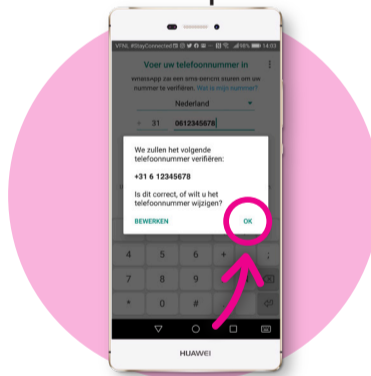 VFNL #StayConnected
98% 14:03
Voer uw telefoonnummer in
WhatsApp zal een sms-bericht sturen om uw
nummer te verifiëren. Wat is mijn nummer?
Nederland
+ 31 0612345678
We zullen het volgende
telefoonnummer verifiëren:
+31 6 12345678
Is dit correct, of wilt u het
telefoonnummer wijzigen?
BEWERKEN OK
4 5 6 +
7 8 9
* 0 #
HUAWEI